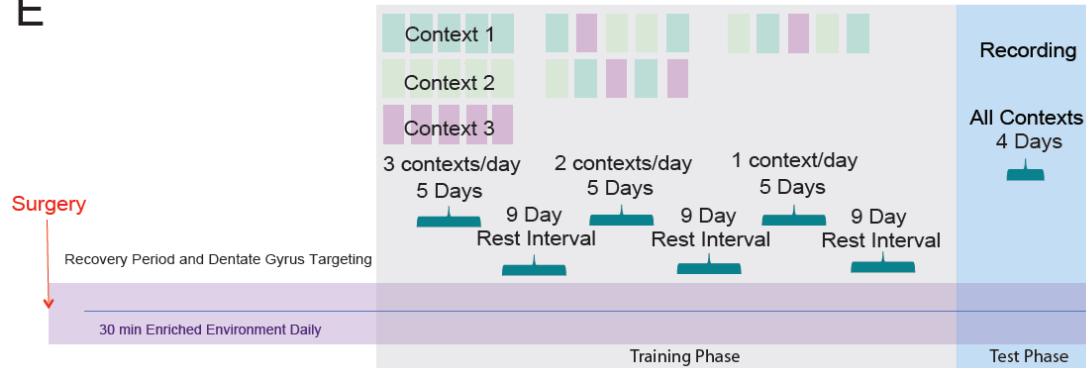 E
Context 1
Context 2
Context 3
3 contexts/day
5 Days
9 Day
Rest Interval
2 contexts/day
5 Days
9 Day
Rest Interval
1 context/day
5 Days
9 Day
Rest Interval
Recording
All Contexts
4 Days
Surgery
Recovery Period and Dentate Gyrus Targeting
30 min Enriched Environment Daily
Training Phase
Test Phase